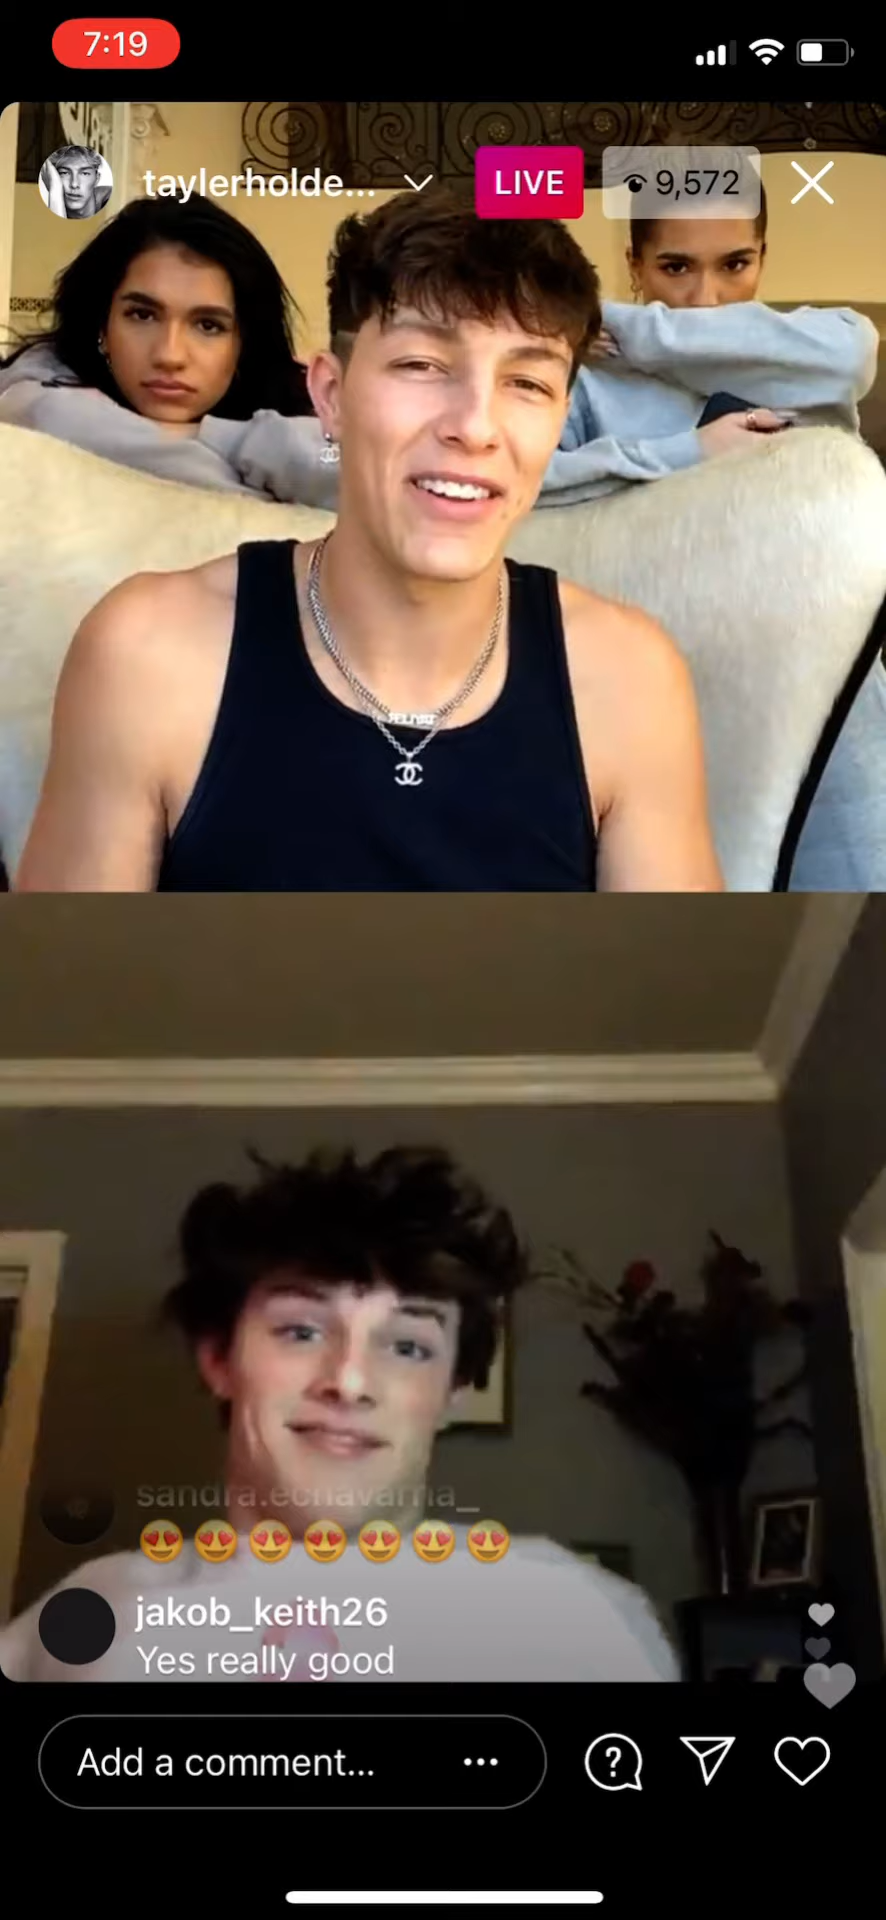 7:19
taylerholde...
LIVE
9,572
sandra.echavarria_
😍😍😍😍😍😍😍
jakob_keith26
Yes really good
Add a comment...